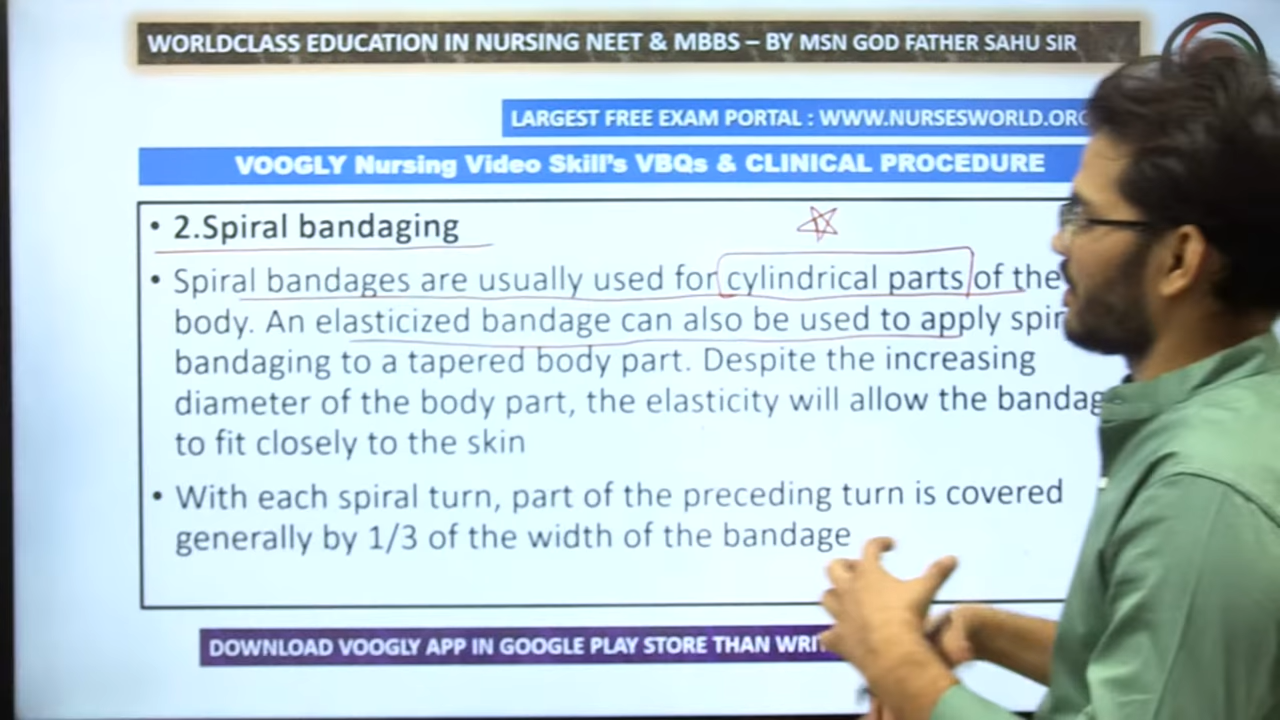 WORLDCLASS EDUCATION IN NURSING NEET & MBBS – BY MSN GOD FATHER SAHU SIR
LARGEST FREE EXAM PORTAL : WWW.NURSESWORLD.ORG
VOOGLY Nursing Video Skill's VBQs & CLINICAL PROCEDURE
• 2.Spiral bandaging
• Spiral bandages are usually used for cylindrical parts of the
body. An elasticized bandage can also be used to apply
bandaging to a tapered body part. Despite the increasing
diameter of the body part, the elasticity will allow the
to fit closely to the skin
• With each spiral turn, part of the preceding turn is covered
generally by 1/3 of the width of the bandage
DOWNLOAD VOOGLY APP IN GOOGLE PLAY STORE THAN